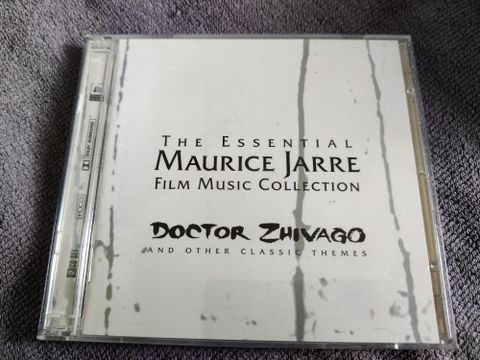 THE ESSENTIAL
MAURICE JARRE
FILM MUSIC COLLECTION
DOCTOR ZHIVAGO
AND OTHER CLASSIC THEMES